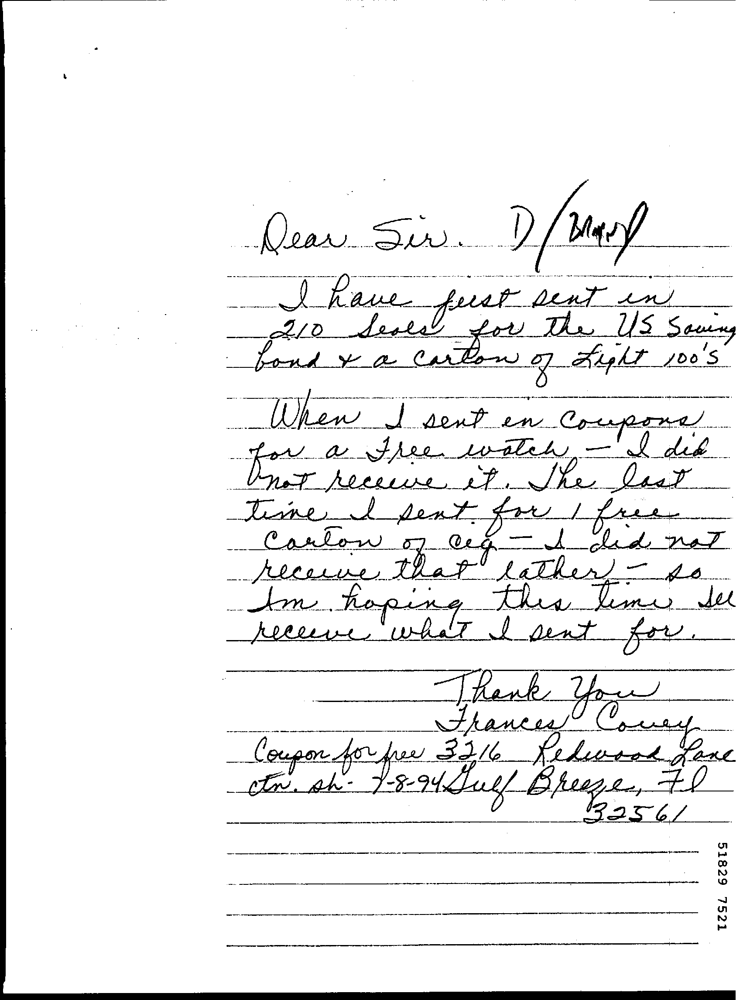 Dear Sir. D/
I have just sent in
210 Seals for the US Saving
bond & a carton of Light 100's
When I sent in coupons
for a Free watch - I did
not receive it. The last
time I sent for 1 free
Carton of cig - I did not
receive that eather - so
Im hoping this time I'll
receive what I sent for.
Thank You
Frances Covey
Coupon for free 3216 Redwood Lane
ctn. sh- 7-8-94 Gulf Breeze, Fl
32561
51829 7521